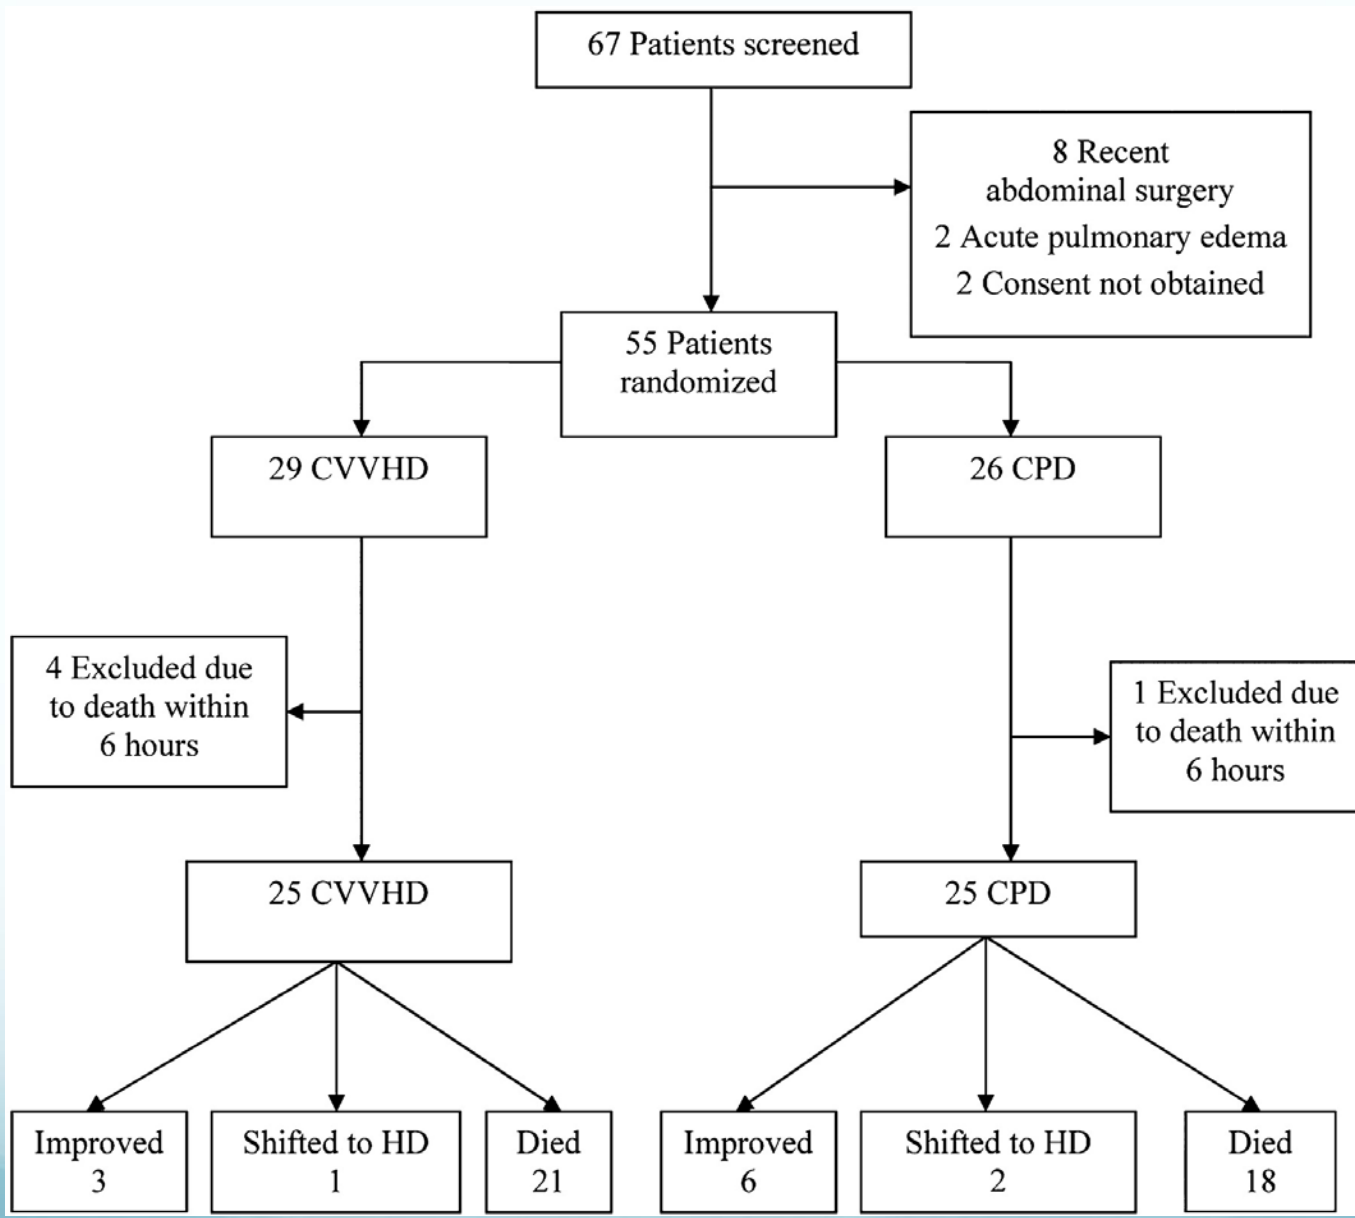 67 Patients screened
8 Recent
abdominal surgery
2 Acute pulmonary edema
2 Consent not obtained
55 Patients
randomized
29 CVVHD
26 CPD
4 Excluded due
to death within
6 hours
1 Excluded due
to death within
6 hours
25 CVVHD
25 CPD
Improved
3
Shifted to HD
1
Died
21
Improved
6
Shifted to HD
2
Died
18